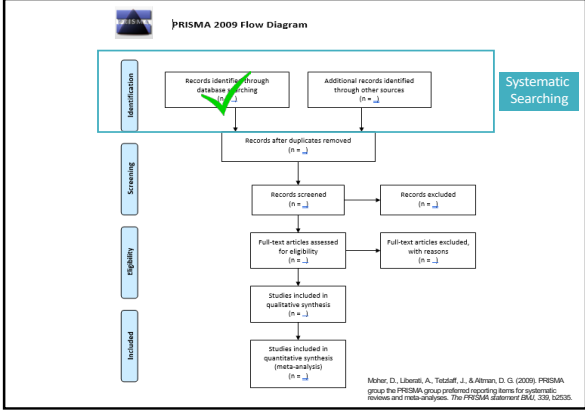 PRISMA
PRISMA 2009 Flow Diagram
Identification
Records identified through
database searching
(n = )
Additional records identified
through other sources
(n = )
Systematic
Searching
Records after duplicates removed
(n = )
Screening
Records screened
(n = )
Records excluded
(n = )
Eligibility
Full-text articles assessed
for eligibility
(n = )
Full-text articles excluded,
with reasons
(n = )
Studies included in
qualitative synthesis
(n = )
Included
Studies included in
quantitative synthesis
(meta-analysis)
(n = )
Moher, D., Liberati, A., Tetzlaff, J., & Altman, D. G. (2009). PRISMA
group the PRISMA group preferred reporting items for systematic
reviews and meta-analyses. The PRISMA statement BMJ, 339, b2535.